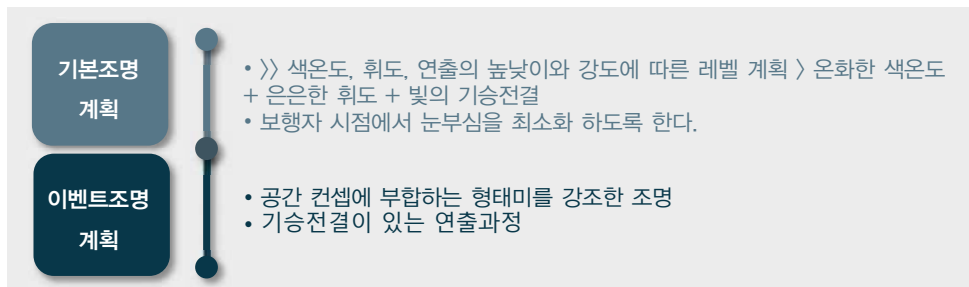 기본조명
계획
• 〉〉 색온도, 휘도, 연출의 높낮이와 강도에 따른 레벨 계획 〉 온화한 색온도
+ 은은한 휘도 + 빛의 기승전결
• 보행자 시점에서 눈부심을 최소화 하도록 한다.
이벤트조명
계획
• 공간 컨셉에 부합하는 형태미를 강조한 조명
• 기승전결이 있는 연출과정